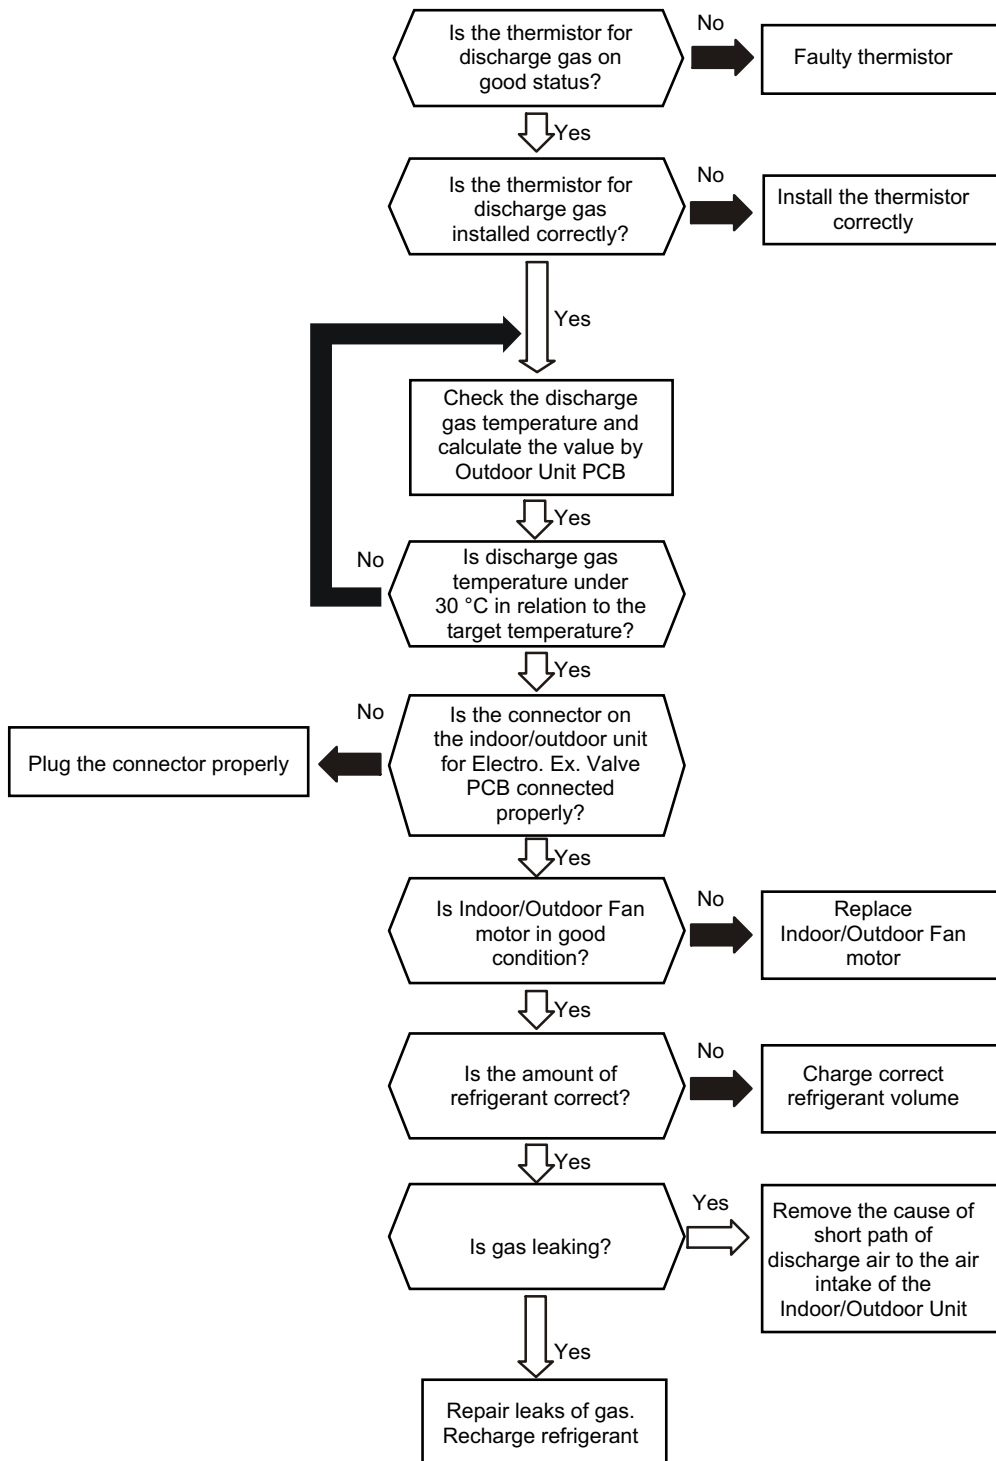 Is the thermistor for
discharge gas on
good status?
No
Faulty thermistor
Yes
Is the thermistor for
discharge gas
installed correctly?
No
Install the thermistor
correctly
Yes
Check the discharge
gas temperature and
calculate the value by
Outdoor Unit PCB
Yes
Is discharge gas
temperature under
30 °C in relation to the
target temperature?
No
Yes
Is the connector on
the indoor/outdoor unit
for Electro. Ex. Valve
PCB connected
properly?
No
Plug the connector properly
Yes
Is Indoor/Outdoor Fan
motor in good
condition?
No
Replace
Indoor/Outdoor Fan
motor
Yes
Is the amount of
refrigerant correct?
No
Charge correct
refrigerant volume
Yes
Is gas leaking?
Yes
Remove the cause of
short path of
discharge air to the air
intake of the
Indoor/Outdoor Unit
Yes
Repair leaks of gas.
Recharge refrigerant